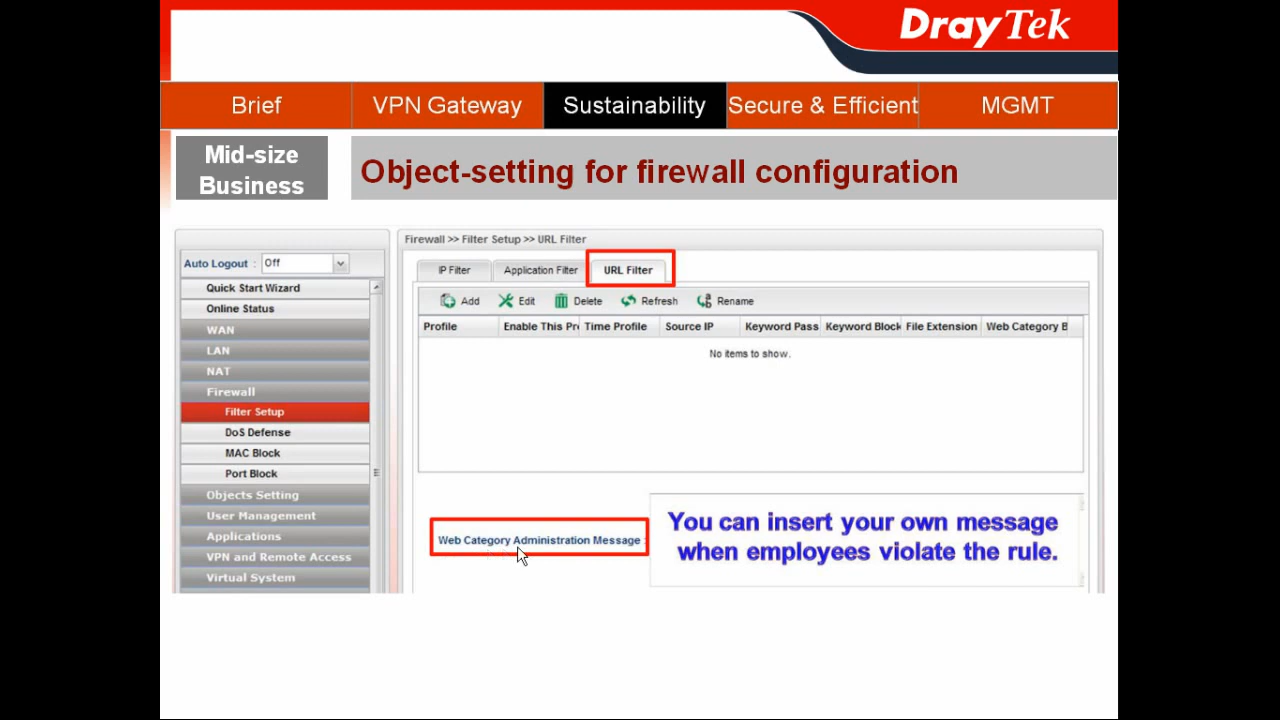 DrayTek
Brief VPN Gateway Sustainability Secure & Efficient MGMT
Mid-size
Business
Object-setting for firewall configuration
Firewall >> Filter Setup >> URL Filter
Auto Logout : Off
IP Filter Application Filter URL Filter
Quick Start Wizard
Online Status
WAN
LAN
NAT
Firewall
Filter Setup
DoS Defense
MAC Block
Port Block
Objects Setting
User Management
Applications
VPN and Remote Access
Virtual System
Add Edit Delete Refresh Rename
Profile Enable This Pr Time Profile Source IP Keyword Pass Keyword Block File Extension Web Category B
No items to show.
Web Category Administration Message :
You can insert your own message
when employees violate the rule.